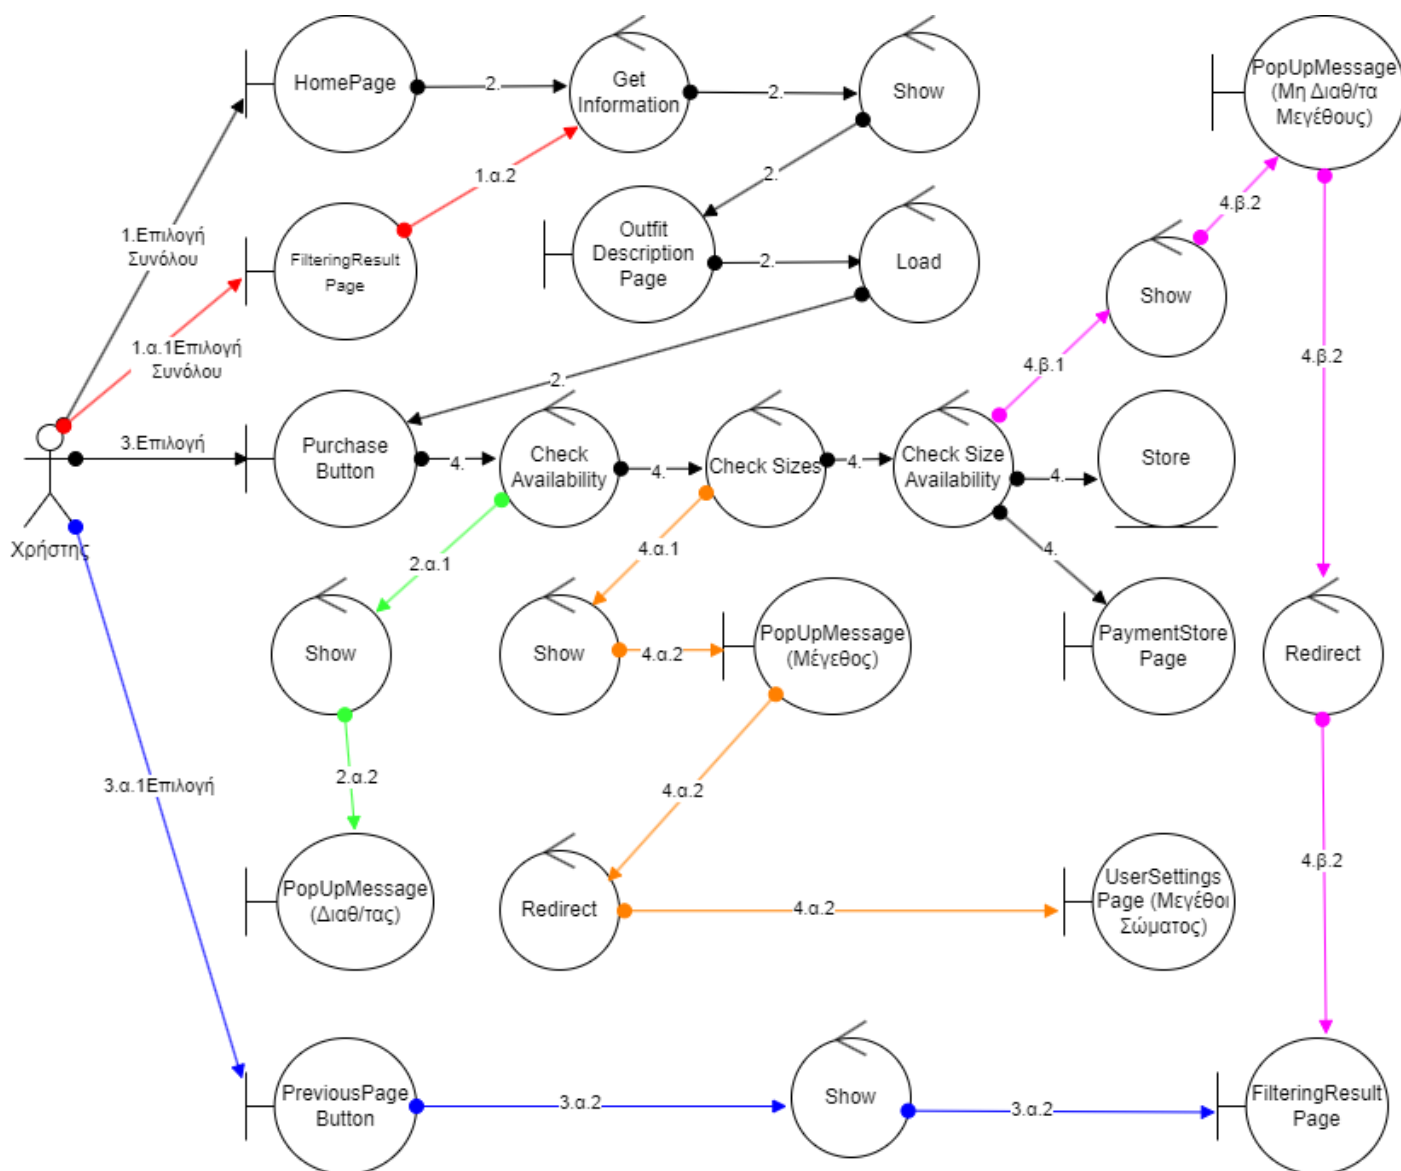 HomePage
2.
Get
Information
2.
Show
PopUpMessage
(Μη Διαθ/τα
Μεγέθους)
1.α.2
2.
4.β.2
1.Επιλογή
Συνόλου
FilteringResult
Page
Outfit
Description
Page
2.
Load
Show
1.α.1Επιλογή
Συνόλου
2.
4.β.1
4.β.2
3.Επιλογή
Purchase
Button
4.
Check
Availability
4.
Check Sizes
4.
Check Size
Availability
4.
Store
Χρήστης
2.α.1
4.α.1
4.
Show
Show
4.α.2
PopUpMessage
(Μέγεθος)
PaymentStore
Page
Redirect
3.α.1Επιλογή
2.α.2
4.α.2
4.β.2
PopUpMessage
(Διαθ/τας)
Redirect
4.α.2
UserSettings
Page (Μεγέθοι
Σώματος)
PreviousPage
Button
3.α.2
Show
3.α.2
FilteringResult
Page